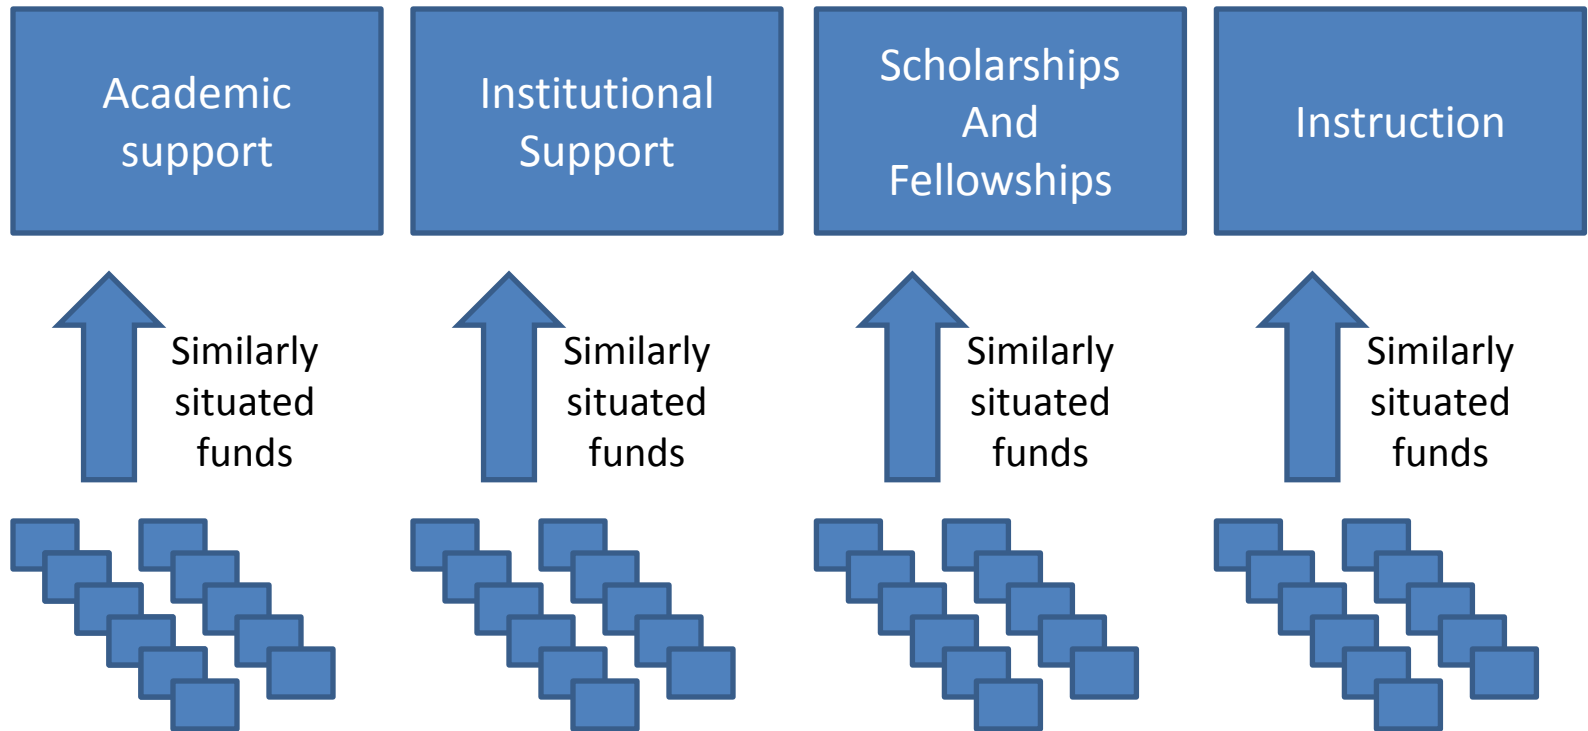 Academic
support
Institutional
Support
Scholarships
And
Fellowships
Instruction
Similarly
situated
funds
Similarly
situated
funds
Similarly
situated
funds
Similarly
situated
funds